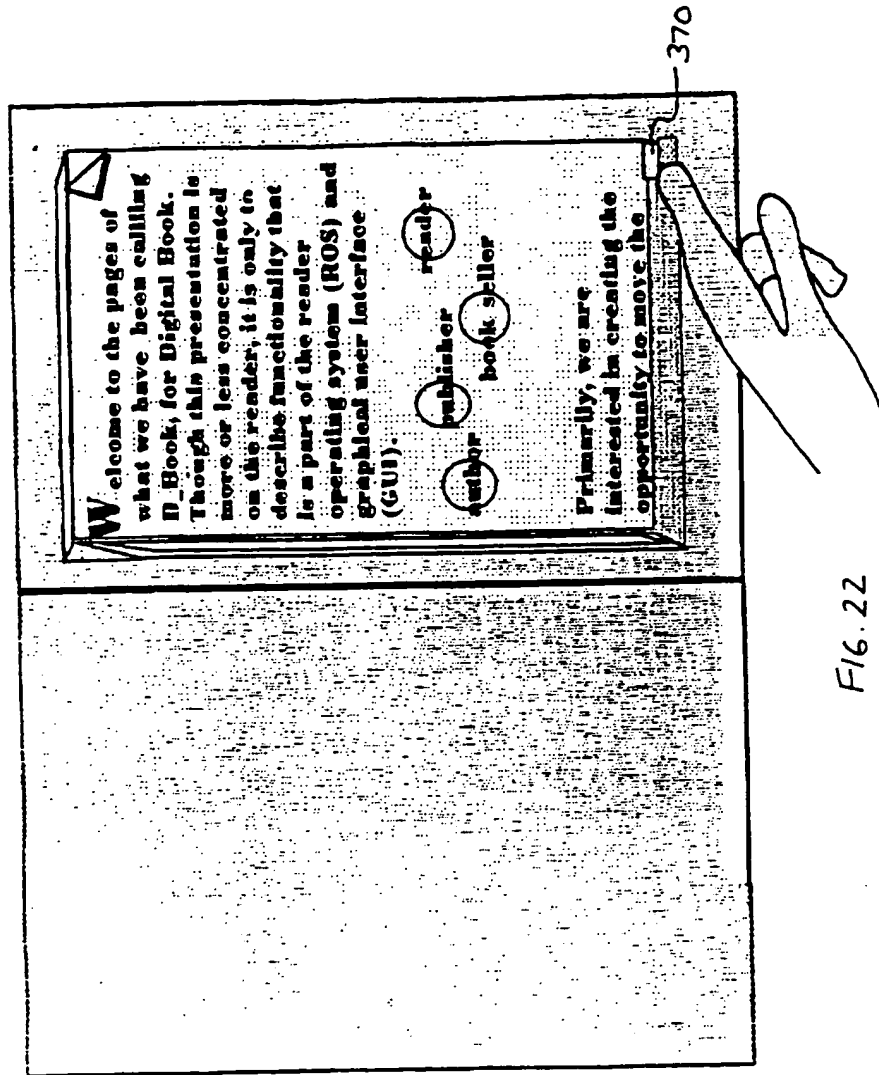 Welcome to the pages of
what we have been calling
D_Book, for Digital Book.
Though this presentation is
more or less concentrated
on the reader, it is only to
describe functionality that
is a part of the reader
operating system (ROS) and
graphical user interface
(GUI).
author
publisher
book seller
reader
Primarily, we are
interested in creating the
opportunity to move the
370
FIG. 22